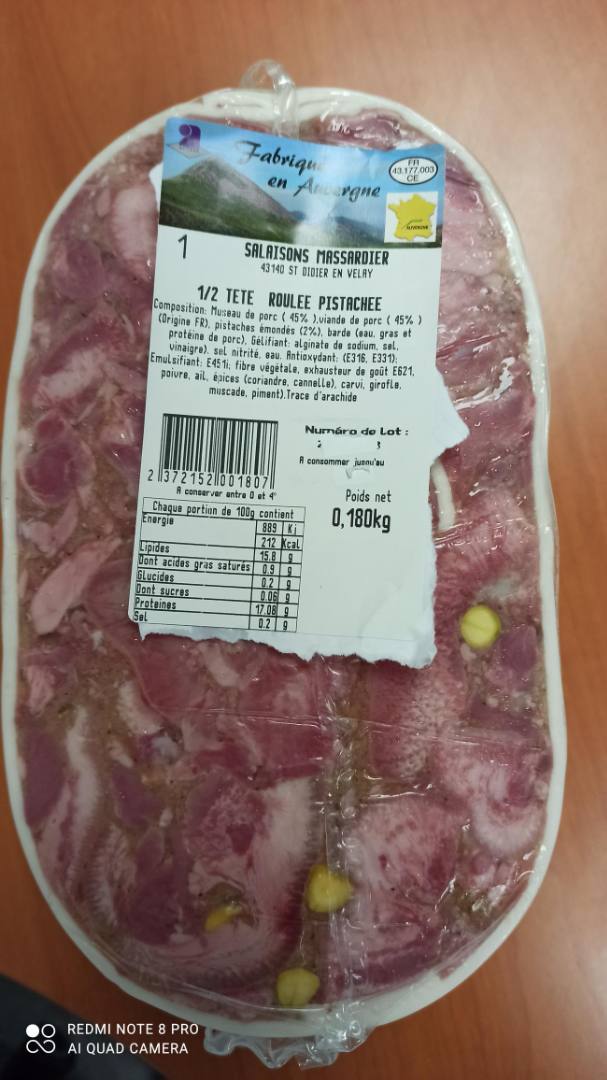 Fabriqué
en Auvergne
FR
43.177.003
CE
AUVERGNE
1
SALAISONS MASSARDIER
43140 ST DIDIER EN VELAY
1/2 TETE ROULEE PISTACHEE
Composition: Museau de porc ( 45% ),viande de porc ( 45% )
(Origine FR), pistaches émondés (2%), barde (eau, gras et
protéine de porc). Gélifiant: alginate de sodium, sel,
vinaigre). sel nitrité, eau, Antioxydant: (E316, E331);
Emulsifiant: E451i; fibre végétale, exhausteur de goût E621,
poivre, ail, épices (coriandre, cannelle), carvi, girofle,
muscade, piment).Trace d'arachide
Numéro de Lot :
2 3
A consommer jusqu'au
2 372152 001807
A conserver entre 0 et 4°
Poids net
0,180kg
Chaque portion de 100g contient
Energie 889 Kj
212 Kcal
Lipides 15.8 g
Dont acides gras saturés 0.9 g
Glucides 0.2 g
Dont sucres 0.06 g
Proteines 17.08 g
Sel 0.2 g
REDMI NOTE 8 PRO
AI QUAD CAMERA